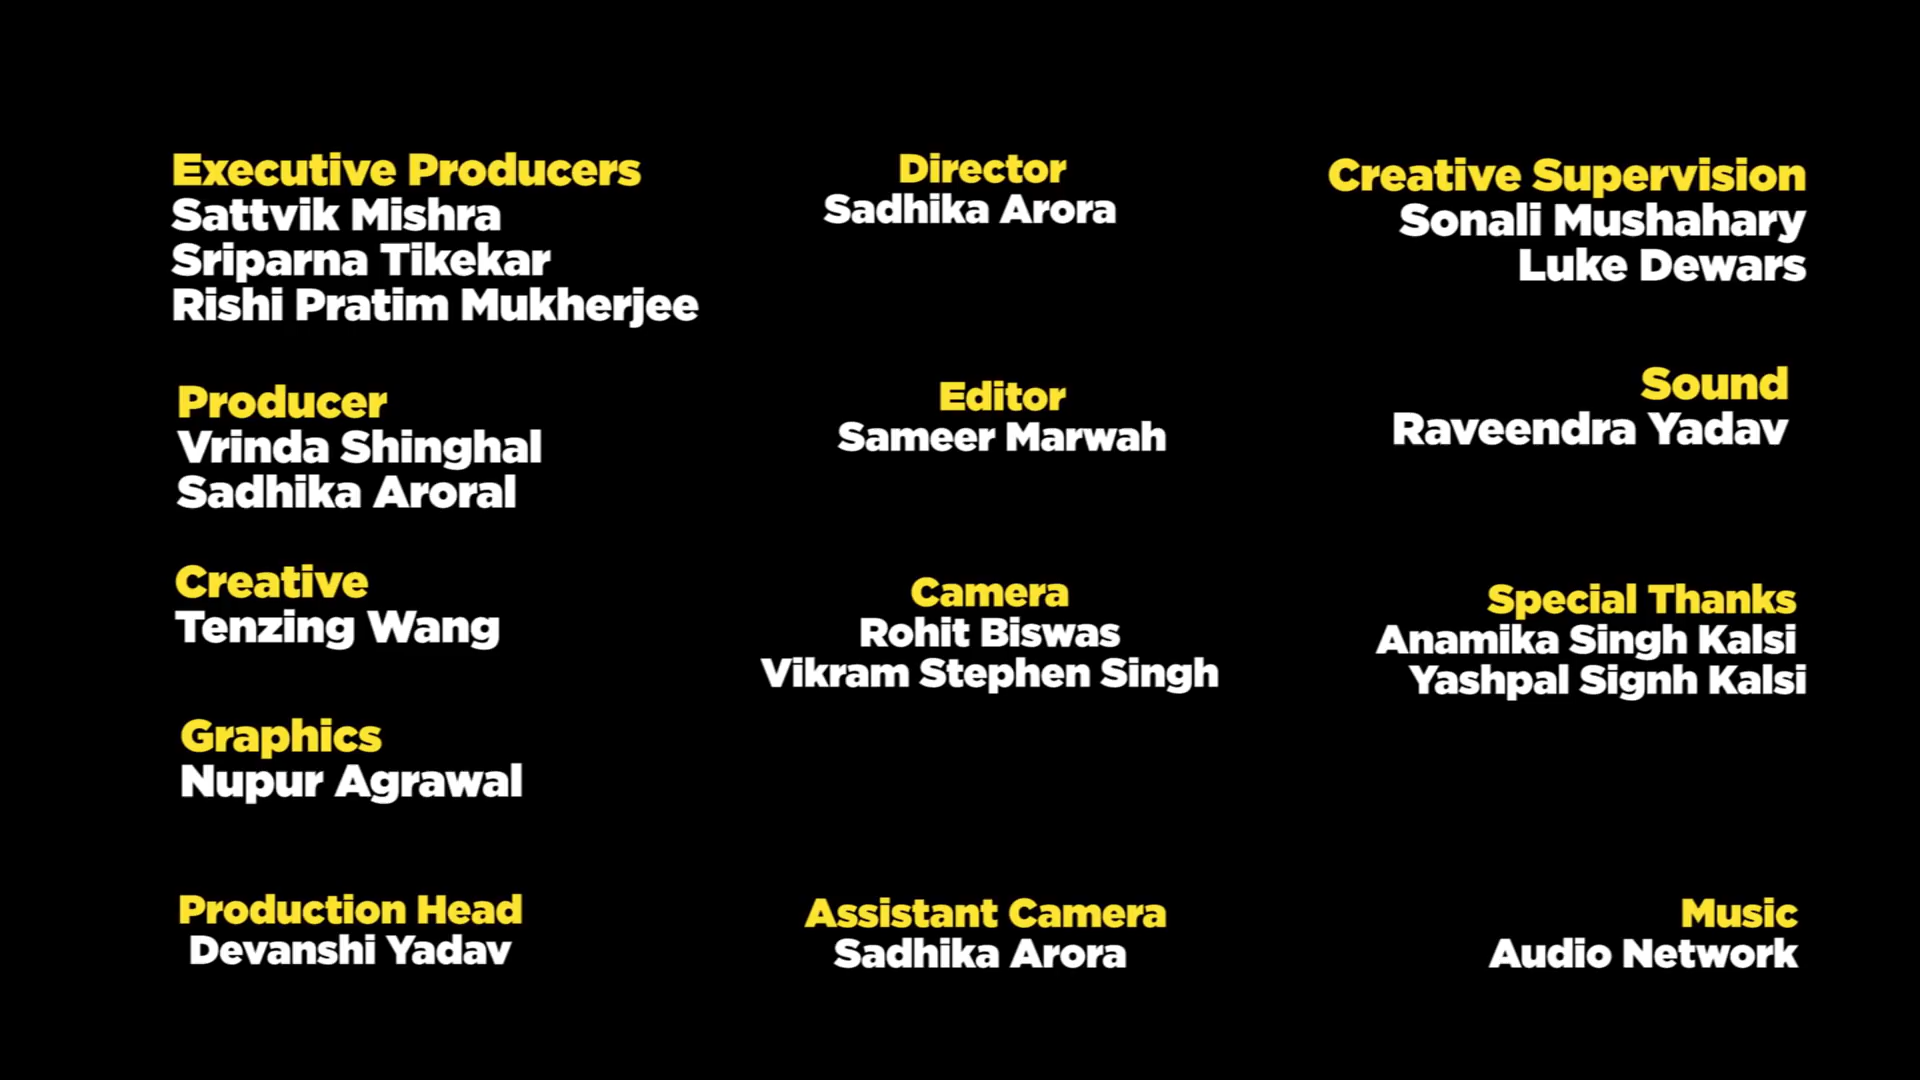 Executive Producers
Sattvik Mishra
Sriparna Tikekar
Rishi Pratim Mukherjee
Producer
Vrinda Shinghal
Sadhika Aroral
Creative
Tenzing Wang
Graphics
Nupur Agrawal
Production Head
Devanshi Yadav
Director
Sadhika Arora
Editor
Sameer Marwah
Camera
Rohit Biswas
Vikram Stephen Singh
Assistant Camera
Sadhika Arora
Creative Supervision
Sonali Mushahary
Luke Dewars
Sound
Raveendra Yadav
Special Thanks
Anamika Singh Kalsi
Yashpal Signh Kalsi
Music
Audio Network